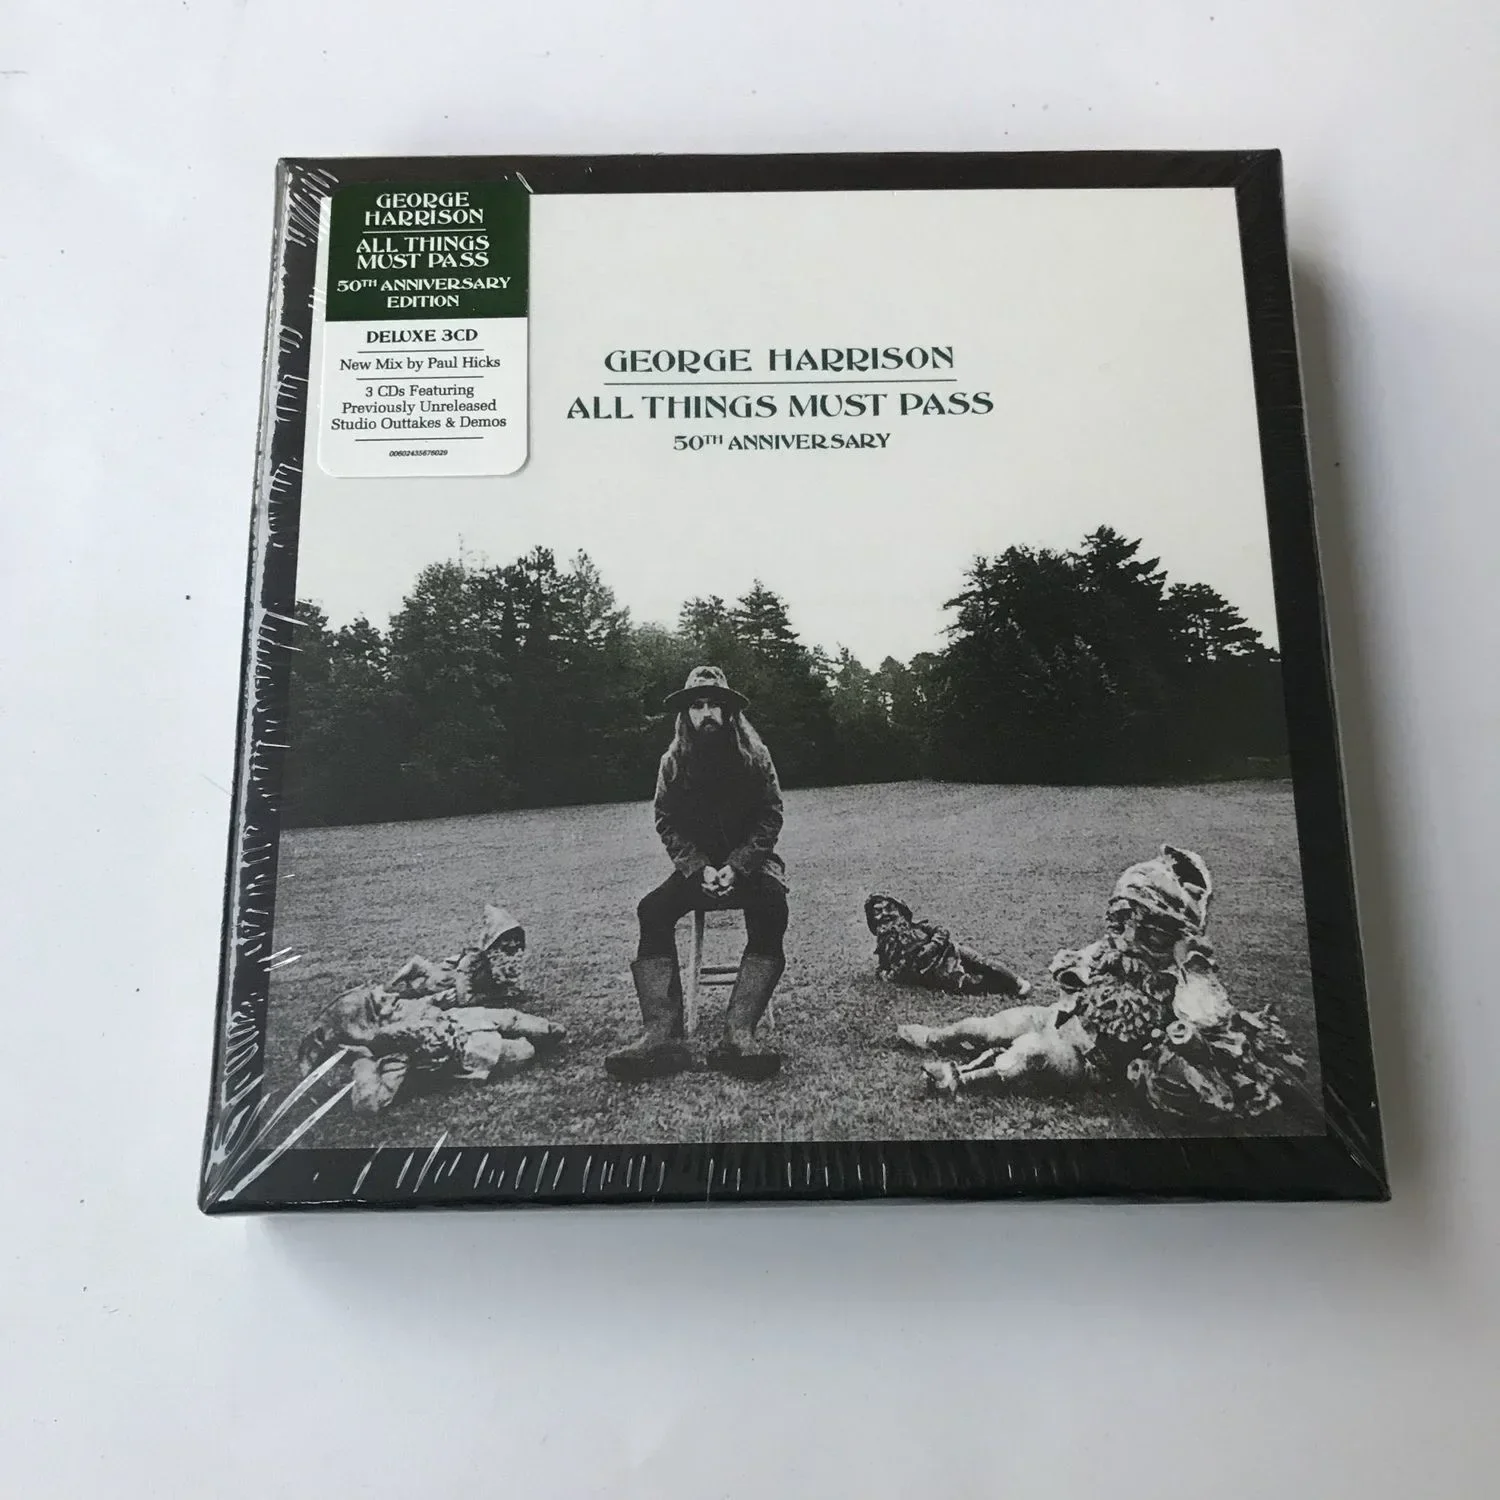 GEORGE
HARRISON
ALL THINGS
MUST PASS
50TH ANNIVERSARY
EDITION
DELUXE 3CD
New Mix by Paul Hicks
3 CDs Featuring
Previously Unreleased
Studio Outtakes & Demos
00602435676029
GEORGE HARRISON
ALL THINGS MUST PASS
50TH ANNIVERSARY